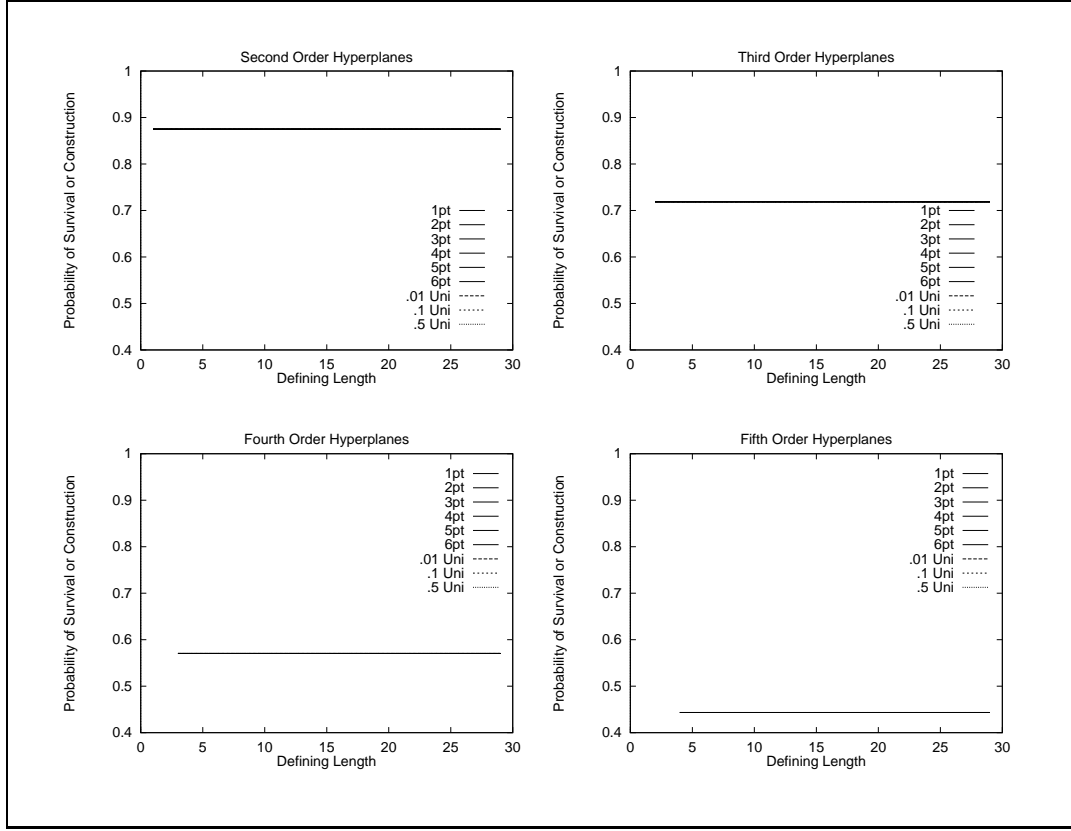 Second Order Hyperplanes
Probability of Survival or Construction
1
0.9
0.8
0.7
0.6
0.5
0.4
1pt
2pt
3pt
4pt
5pt
6pt
.01 Uni
.1 Uni
.5 Uni
0 5 10 15 20 25 30
Defining Length
Third Order Hyperplanes
Probability of Survival or Construction
1
0.9
0.8
0.7
0.6
0.5
0.4
1pt
2pt
3pt
4pt
5pt
6pt
.01 Uni
.1 Uni
.5 Uni
0 5 10 15 20 25 30
Defining Length
Fourth Order Hyperplanes
Probability of Survival or Construction
1
0.9
0.8
0.7
0.6
0.5
0.4
1pt
2pt
3pt
4pt
5pt
6pt
.01 Uni
.1 Uni
.5 Uni
0 5 10 15 20 25 30
Defining Length
Fifth Order Hyperplanes
Probability of Survival or Construction
1
0.9
0.8
0.7
0.6
0.5
0.4
1pt
2pt
3pt
4pt
5pt
6pt
.01 Uni
.1 Uni
.5 Uni
0 5 10 15 20 25 30
Defining Length